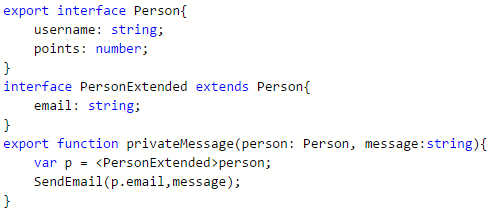 export interface Person{
    username: string;
    points: number;
}
interface PersonExtended extends Person{
    email: string;
}
export function privateMessage(person: Person, message:string){
    var p = <PersonExtended>person;
    SendEmail(p.email,message);
}